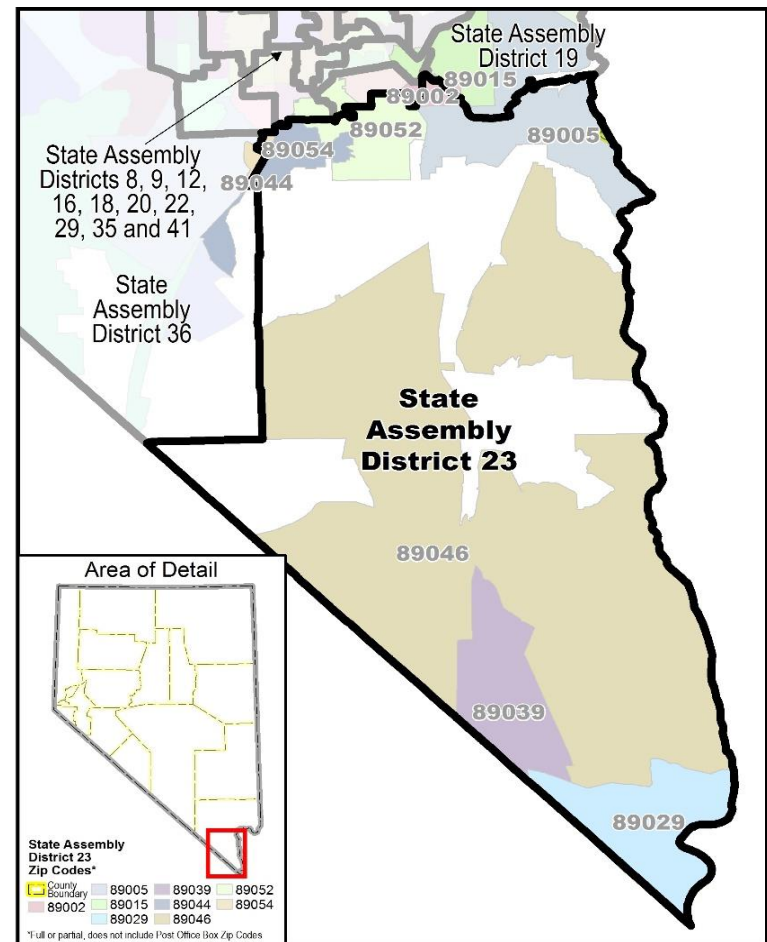 State Assembly
District 19
89015
89002
89052
89005
89054
89044
State Assembly
Districts 8, 9, 12,
16, 18, 20, 22,
29, 35 and 41
State
Assembly
District 36
State
Assembly
District 23
89046
89039
89029
Area of Detail
State Assembly
District 23
Zip Codes*
County
Boundary
89002
89005
89015
89029
89039
89044
89046
89052
89054
*Full or partial, does not include Post Office Box Zip Codes